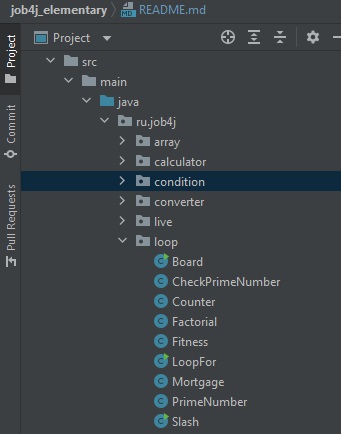 job4j_elementary README.md
Project
Project
Commit
Pull Requests
src
main
java
ru.job4j
array
calculator
condition
converter
live
loop
Board
CheckPrimeNumber
Counter
Factorial
Fitness
LoopFor
Mortgage
PrimeNumber
Slash